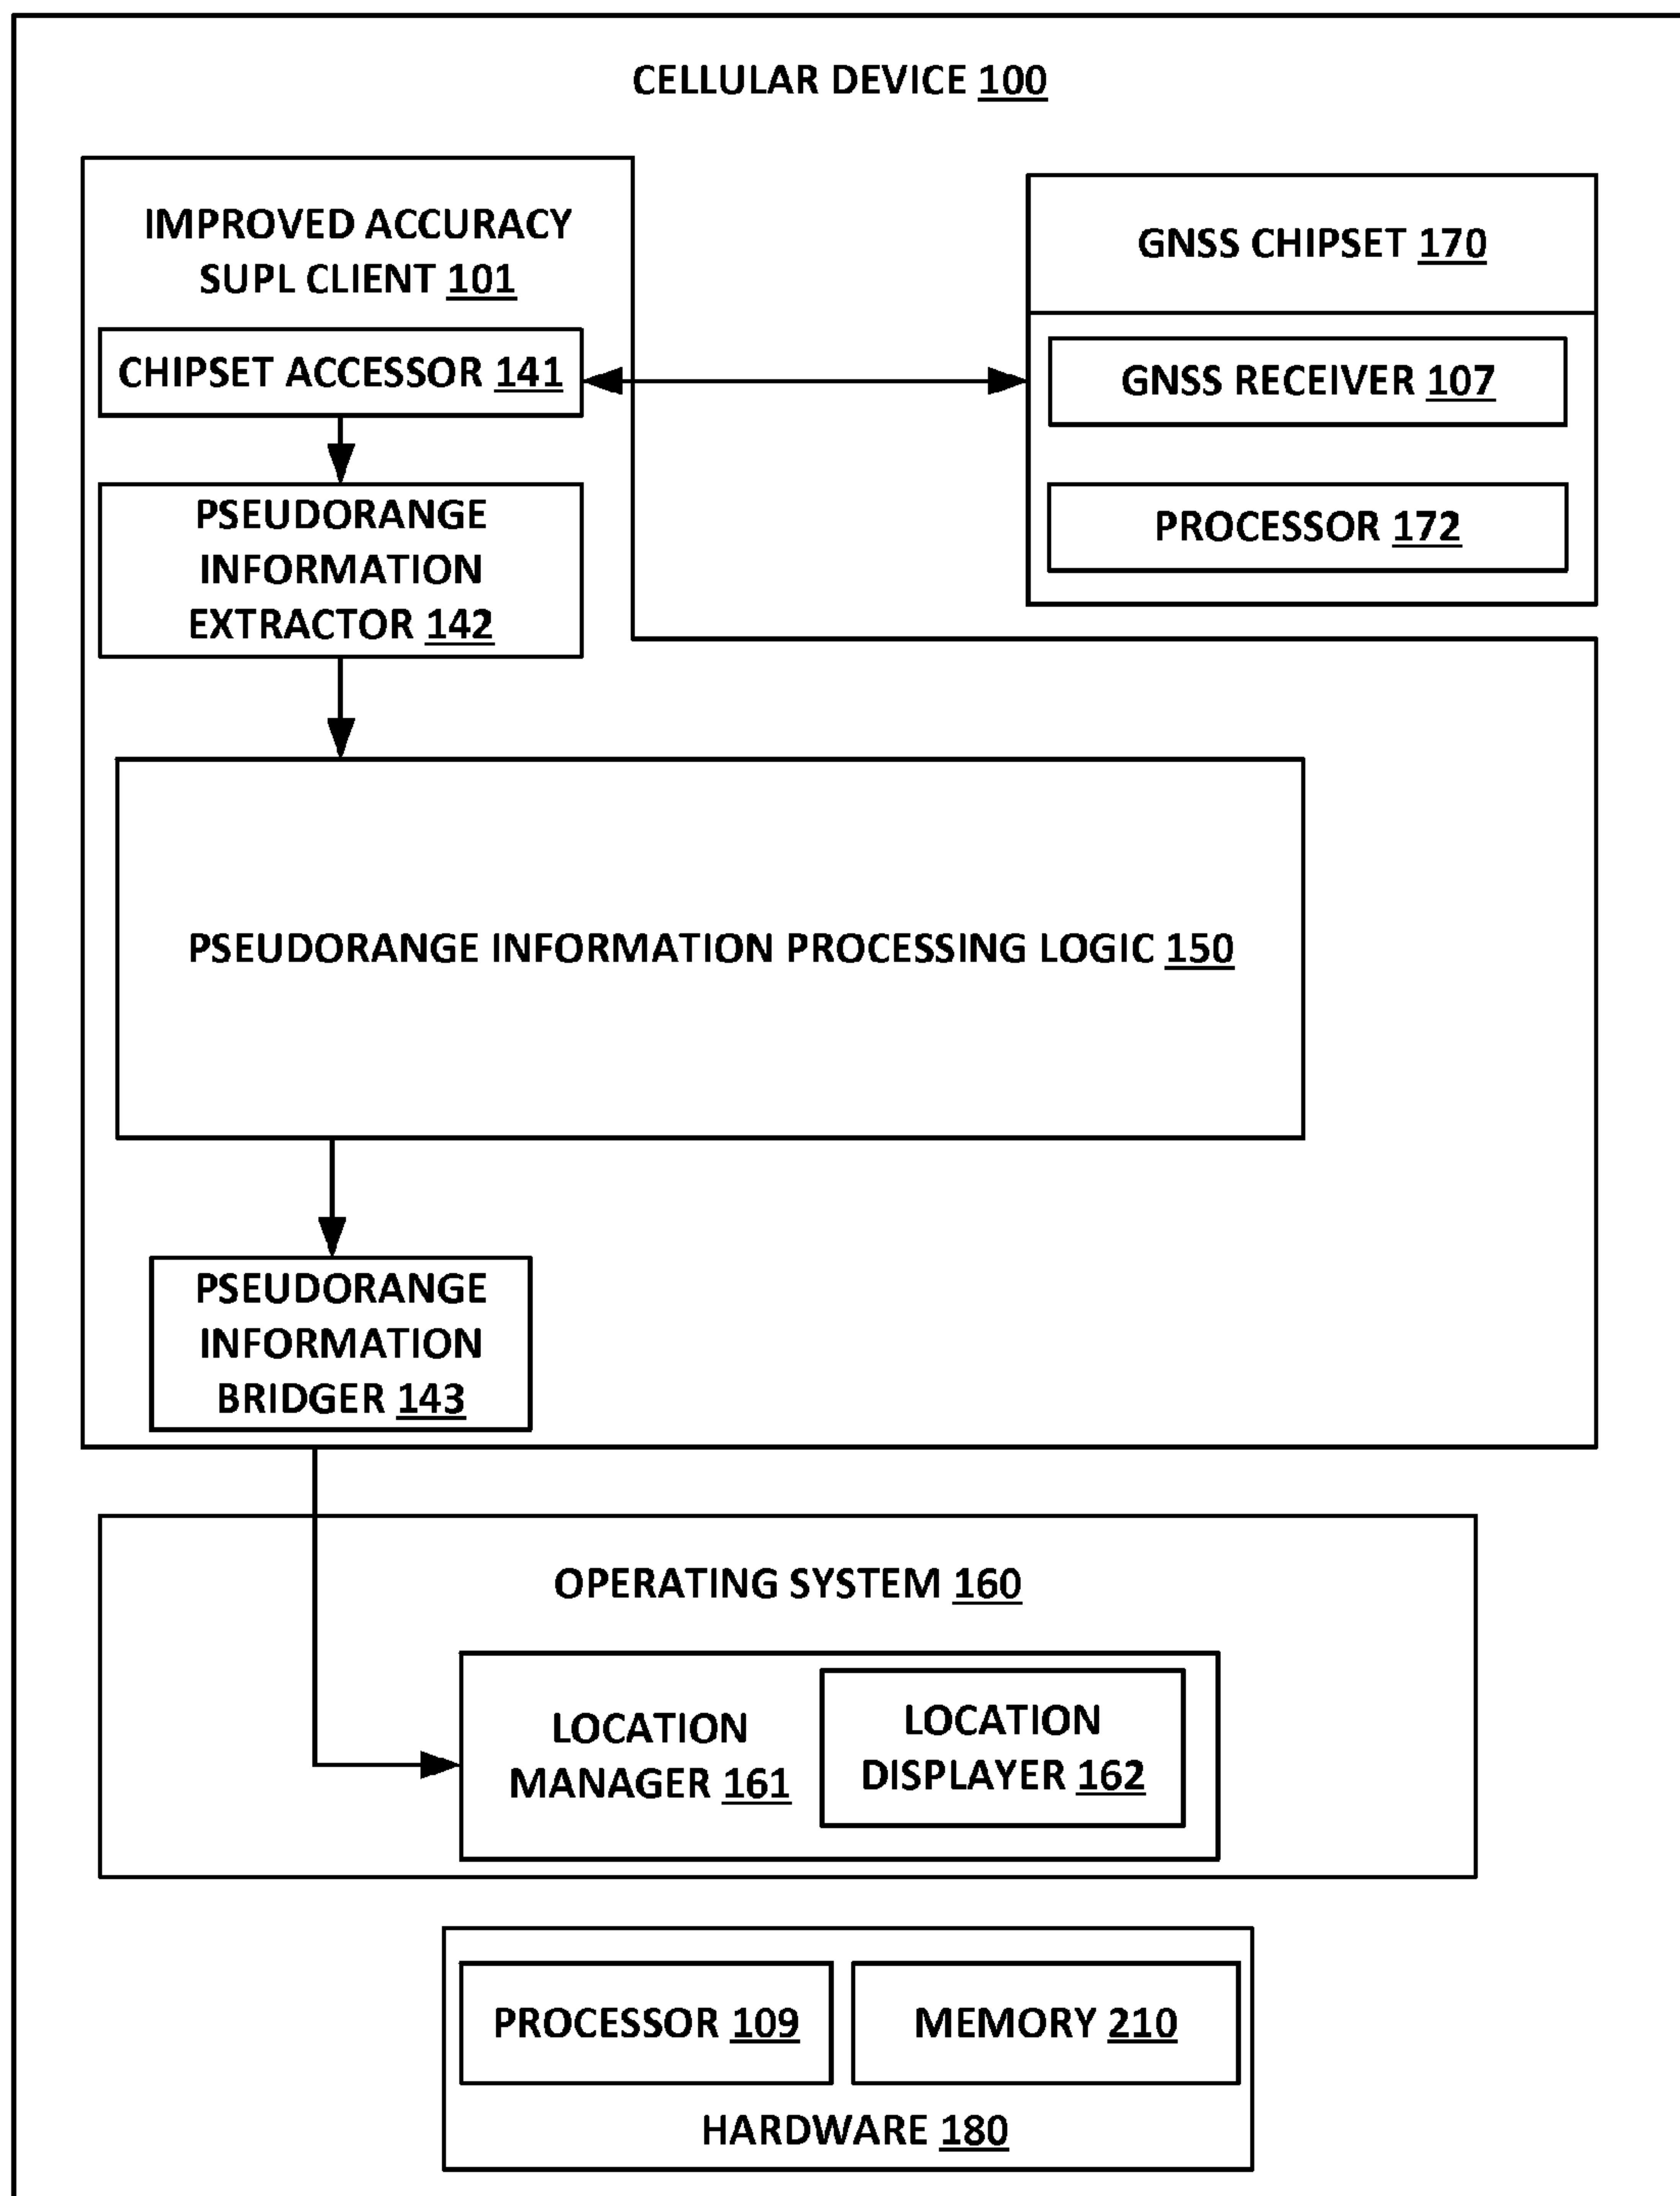 CELLULAR DEVICE 100
IMPROVED ACCURACY
SUPL CLIENT 101
CHIPSET ACCESSOR 141
PSEUDORANGE
INFORMATION
EXTRACTOR 142
GNSS CHIPSET 170
GNSS RECEIVER 107
PROCESSOR 172
PSEUDORANGE INFORMATION PROCESSING LOGIC 150
PSEUDORANGE
INFORMATION
BRIDGER 143
OPERATING SYSTEM 160
LOCATION
MANAGER 161
LOCATION
DISPLAYER 162
PROCESSOR 109
MEMORY 210
HARDWARE 180